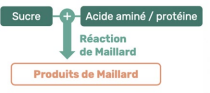 Sucre + Acide aminé / protéine
Réaction
de Maillard
Produits de Maillard